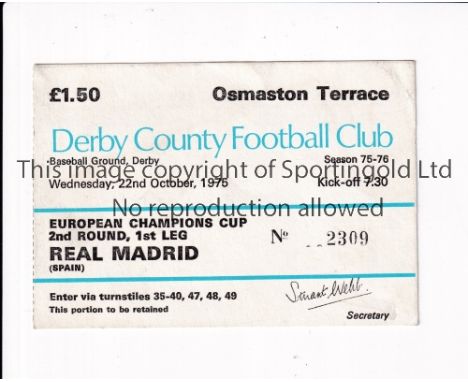 £1.50 Osmaston Terrace
Derby County Football Club
Baseball Ground, Derby Season 75-76
This image copyright of Sportingold Ltd
Wednesday, 22nd October, 1975 Kick-off 7.30
No reproduction allowed
EUROPEAN CHAMPIONS CUP
2nd ROUND, 1st LEG Nº 2309
REAL MADRID
(SPAIN)
Enter via turnstiles 35-40, 47, 48, 49
This portion to be retained
Stuart Webb
Secretary